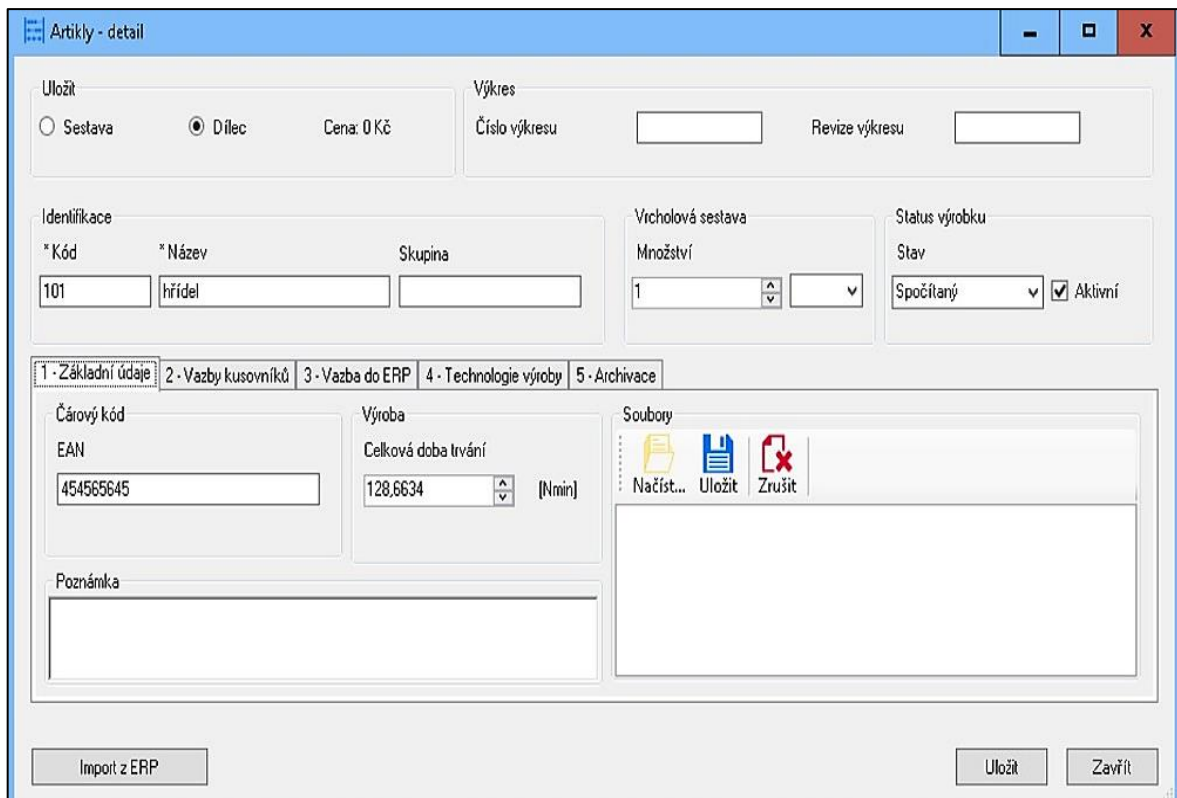 Artikly - detail
Uložit
Výkres
Sestava Dílec Cena: 0 Kč Číslo výkresu Revize výkresu
Identifikace Vrcholová sestava Status výrobku
* Kód * Název Skupina Množství Stav
101 hřídel 1 Spočítaný Aktivní
1 - Základní údaje 2 - Vazby kusovníků 3 - Vazba do ERP 4 - Technologie výroby 5 - Archivace
Čárový kód Výroba Soubory
EAN Celková doba trvání
454565645 128,6634 [Nmin] Načíst... Uložit Zrušit
Poznámka
Import z ERP Uložit Zavřít